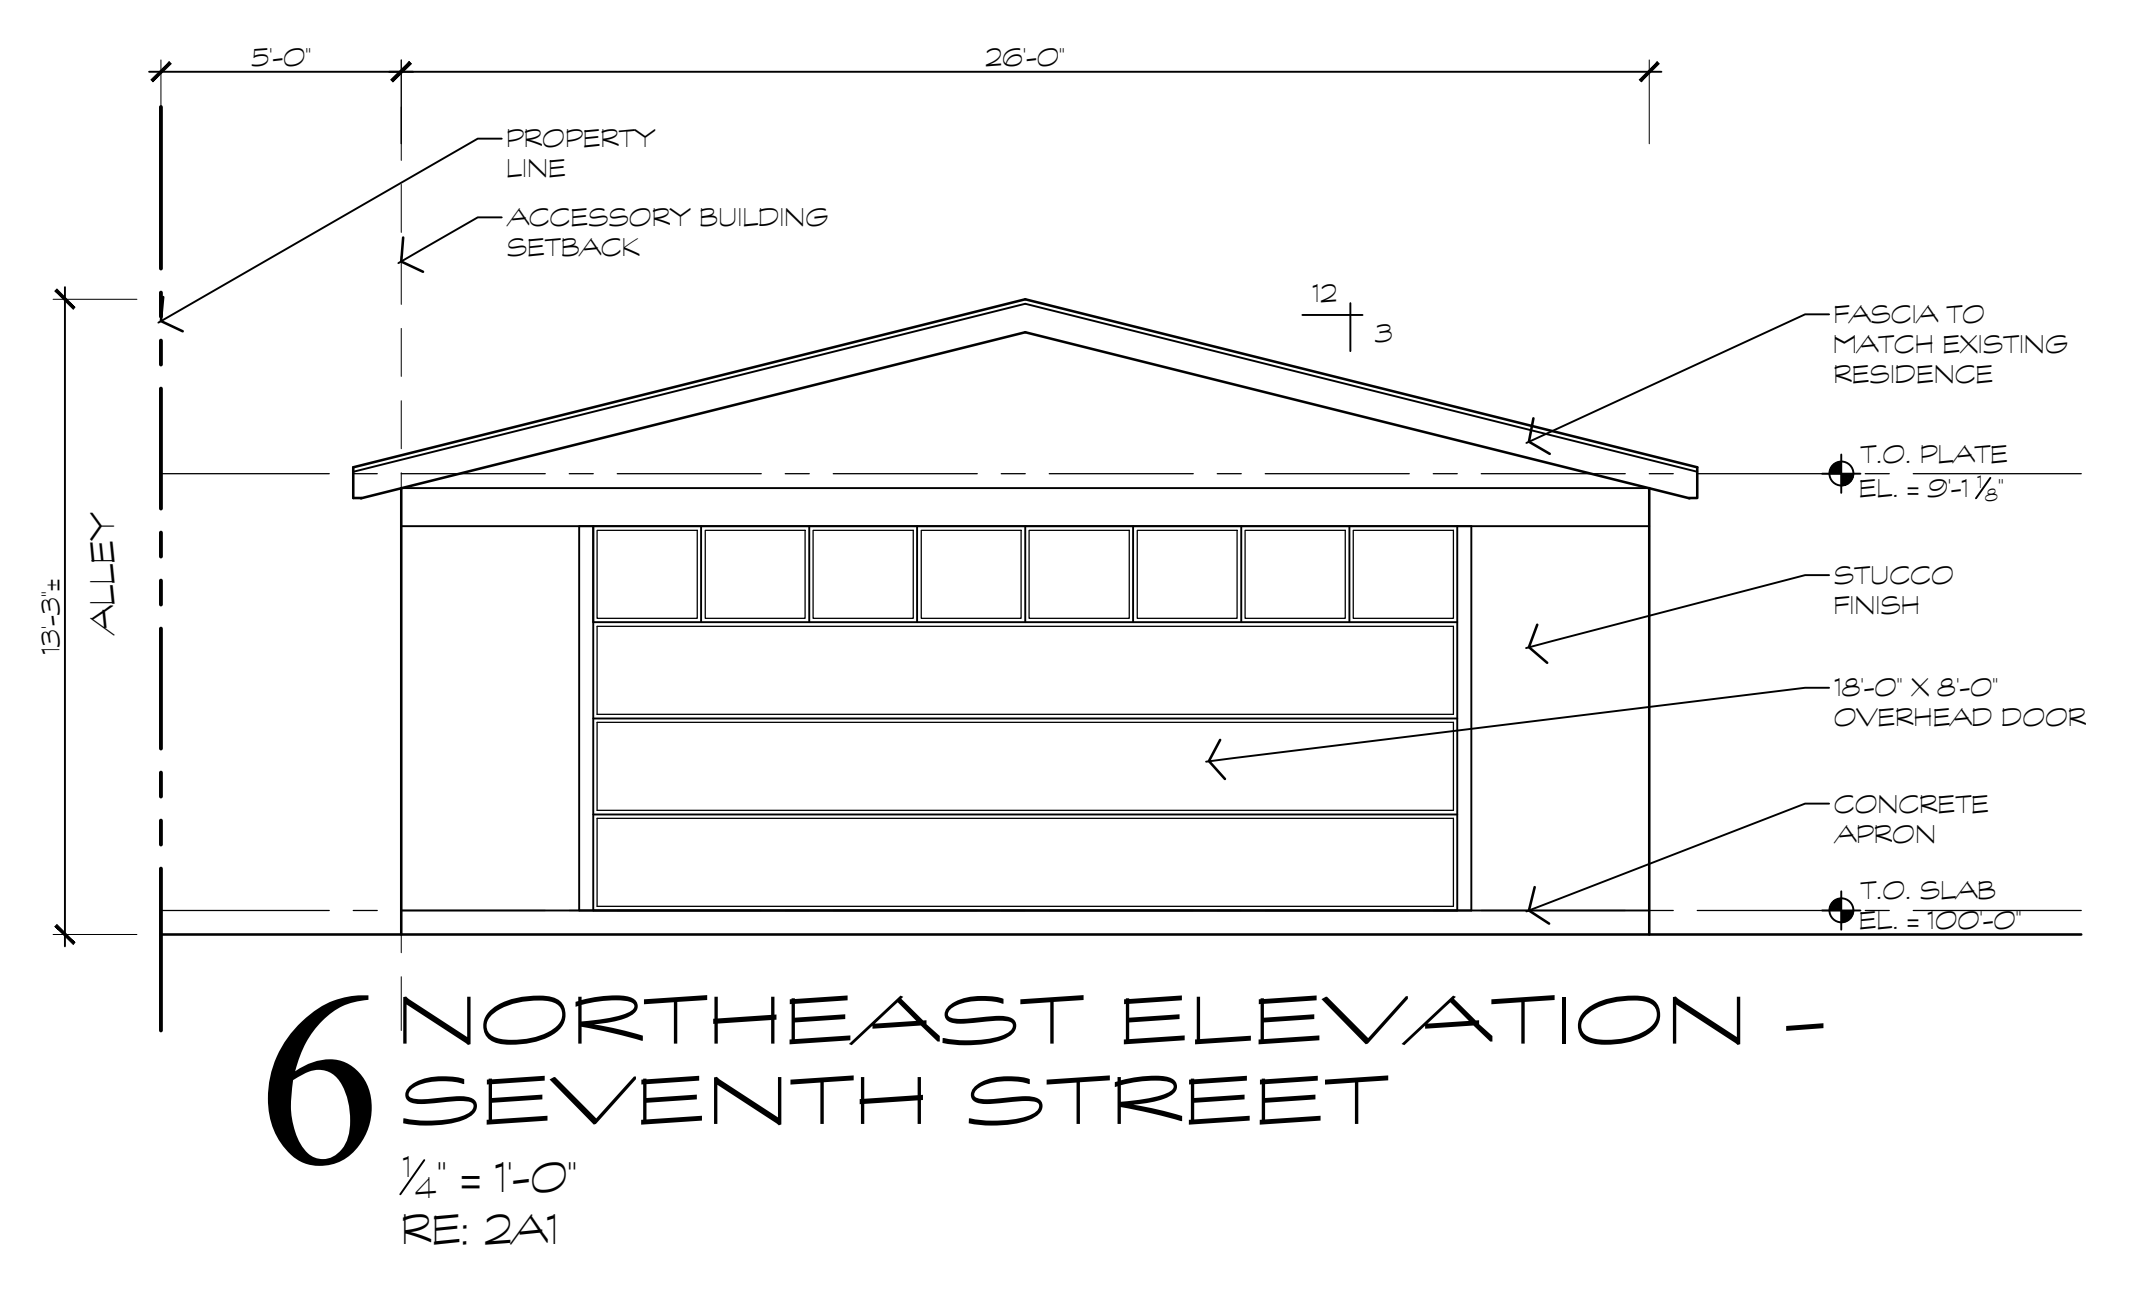 5'-0"
26'-0"
PROPERTY
LINE
ACCESSORY BUILDING
SETBACK
12
3
FASCIA TO
MATCH EXISTING
RESIDENCE
T.O. PLATE
EL. = 9'-1 ⅛"
ALLEY
13'-3"±
STUCCO
FINISH
18'-0" X 8'-0"
OVERHEAD DOOR
CONCRETE
APRON
T.O. SLAB
EL. = 100'-0"
6
NORTHEAST ELEVATION -
SEVENTH STREET
¼" = 1'-0"
RE: 2A1